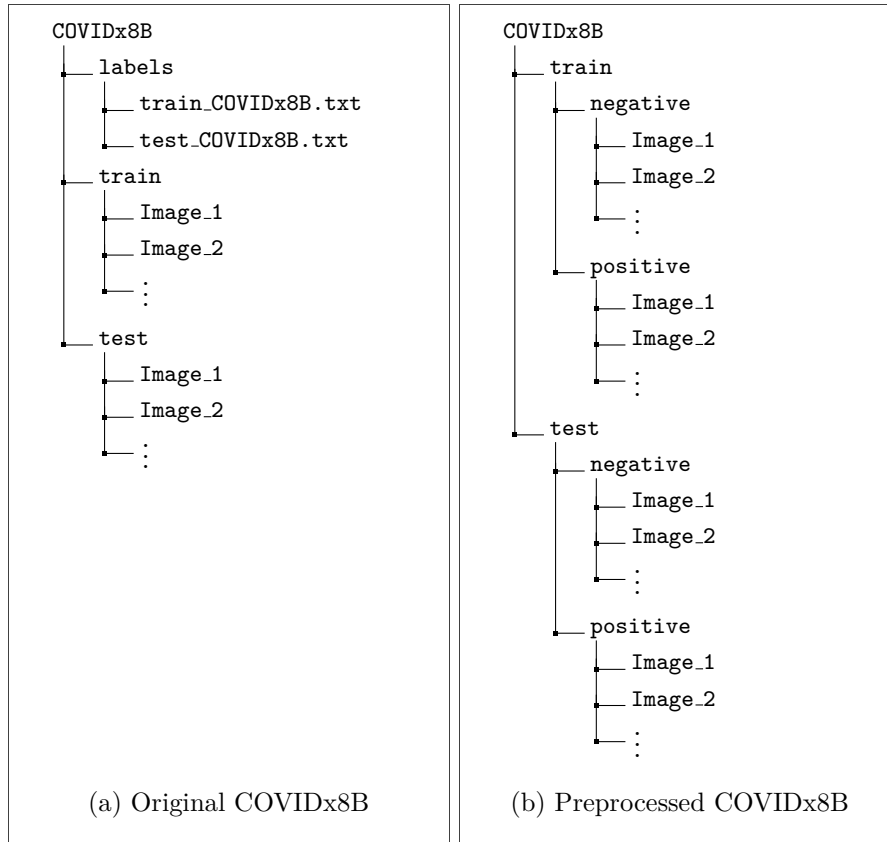 COVIDx8B
labels
train_COVIDx8B.txt
test_COVIDx8B.txt
train
Image_1
Image_2
⋮
test
Image_1
Image_2
⋮
(a) Original COVIDx8B
COVIDx8B
train
negative
Image_1
Image_2
⋮
positive
Image_1
Image_2
⋮
test
negative
Image_1
Image_2
⋮
positive
Image_1
Image_2
⋮
(b) Preprocessed COVIDx8B